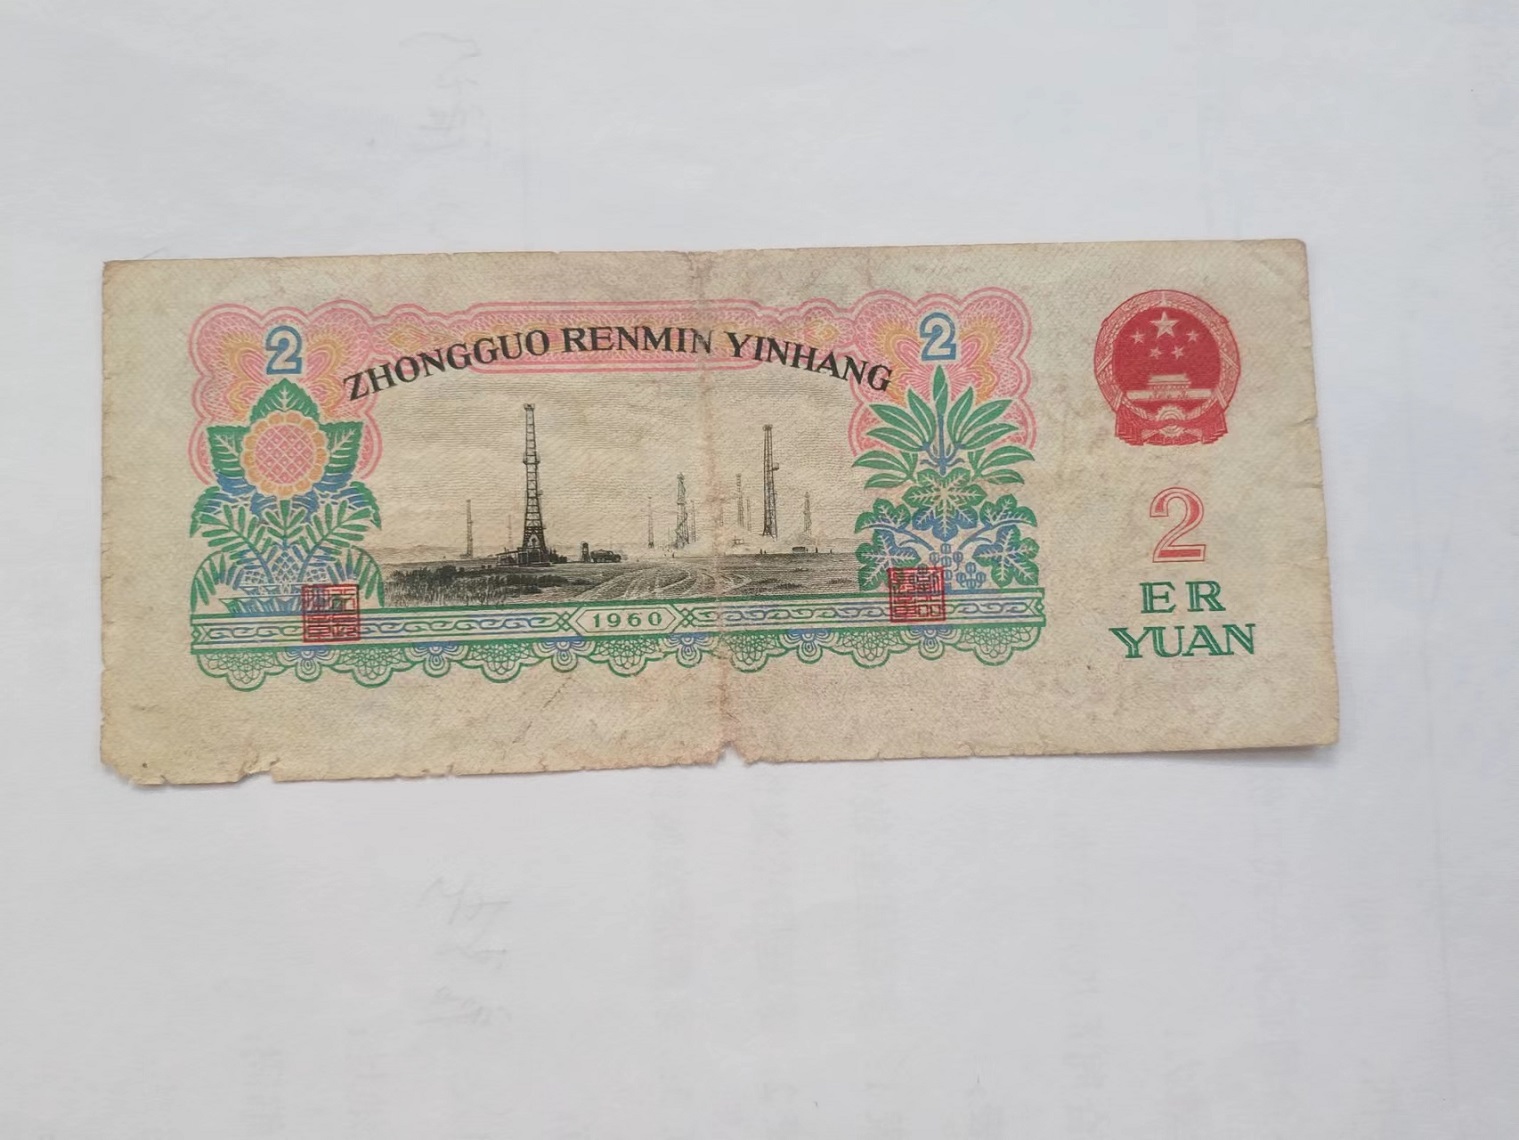 2
2
ZHONGGUO RENMIN YINHANG
1960
2
ER
YUAN